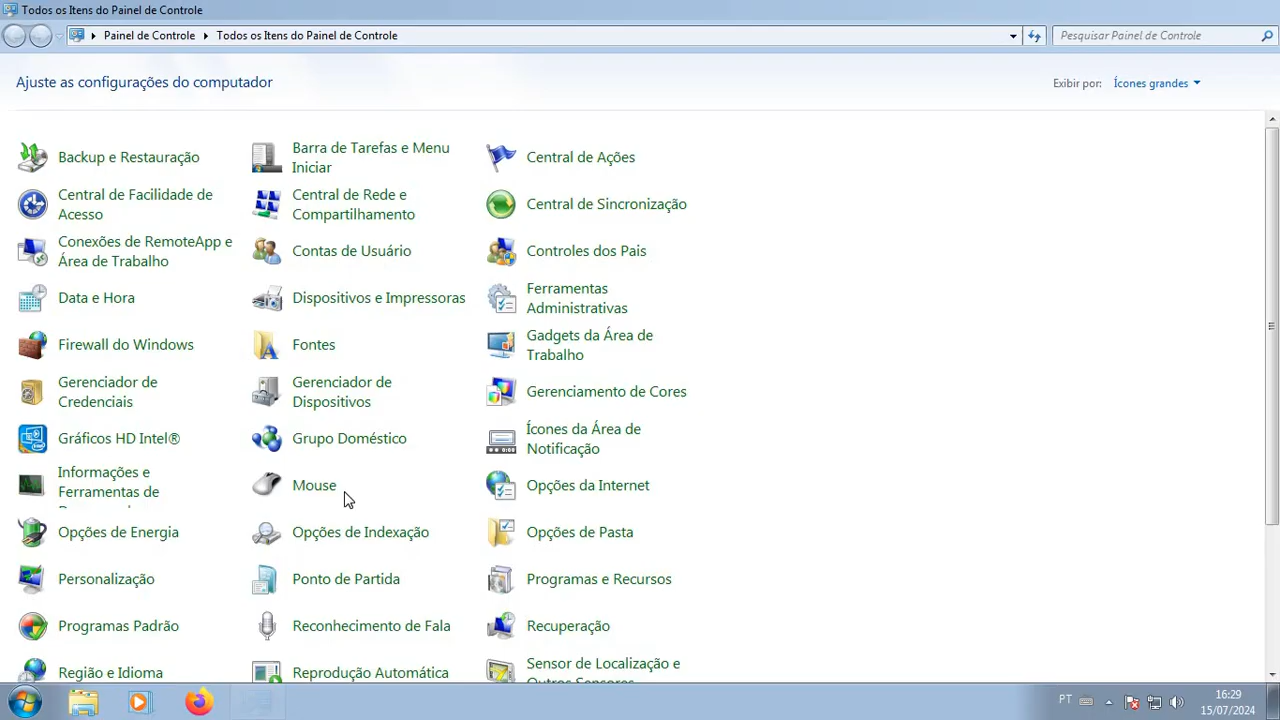 Todos os Itens do Painel de Controle
Painel de Controle
Todos os Itens do Painel de Controle
Pesquisar Painel de Controle
Ajuste as configurações do computador
Exibir por:
Ícones grandes
Backup e Restauração
Barra de Tarefas e Menu
Iniciar
Central de Ações
Central de Facilidade de
Acesso
Central de Rede e
Compartilhamento
Central de Sincronização
Conexões de RemoteApp e
Área de Trabalho
Contas de Usuário
Controles dos Pais
Data e Hora
Dispositivos e Impressoras
Ferramentas
Administrativas
Firewall do Windows
Fontes
Gadgets da Área de
Trabalho
Gerenciador de
Credenciais
Gerenciador de
Dispositivos
Gerenciamento de Cores
Gráficos HD Intel®
Grupo Doméstico
Ícones da Área de
Notificação
Informações e
Ferramentas de
Mouse
Opções da Internet
Opções de Energia
Opções de Indexação
Opções de Pasta
Personalização
Ponto de Partida
Programas e Recursos
Programas Padrão
Reconhecimento de Fala
Recuperação
Região e Idioma
Reprodução Automática
Sensor de Localização e
Outros Sensores
PT
16:29
15/07/2024